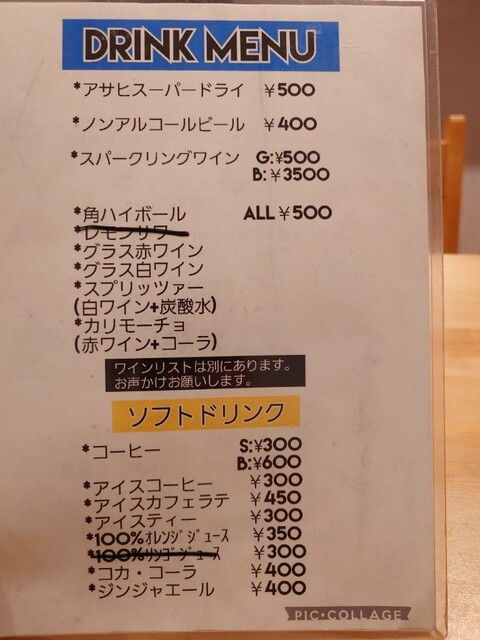 DRINK MENU
*アサヒスーパードライ ￥500
*ノンアルコールビール ￥400
*スパークリングワイン G:¥500
B:￥3500
*角ハイボール ALL￥500
*レモンサワー
*グラス赤ワイン
*グラス白ワイン
*スプリッツァー
(白ワイン+炭酸水)
*カリモーチョ
(赤ワイン+コーラ)
ワインリストは別にあります。
お声かけお願いします。
ソフトドリンク
*コーヒー S:¥300
B:¥600
*アイスコーヒー ￥300
*アイスカフェラテ ￥450
*アイスティー ￥300
*100%ｵﾚﾝｼﾞｼﾞｭｰｽ ￥350
*100%ﾘﾝｺﾞｼﾞｭｰｽ ￥300
*コカ・コーラ ￥400
*ジンジャエール ￥400
PIC•COLLAGE